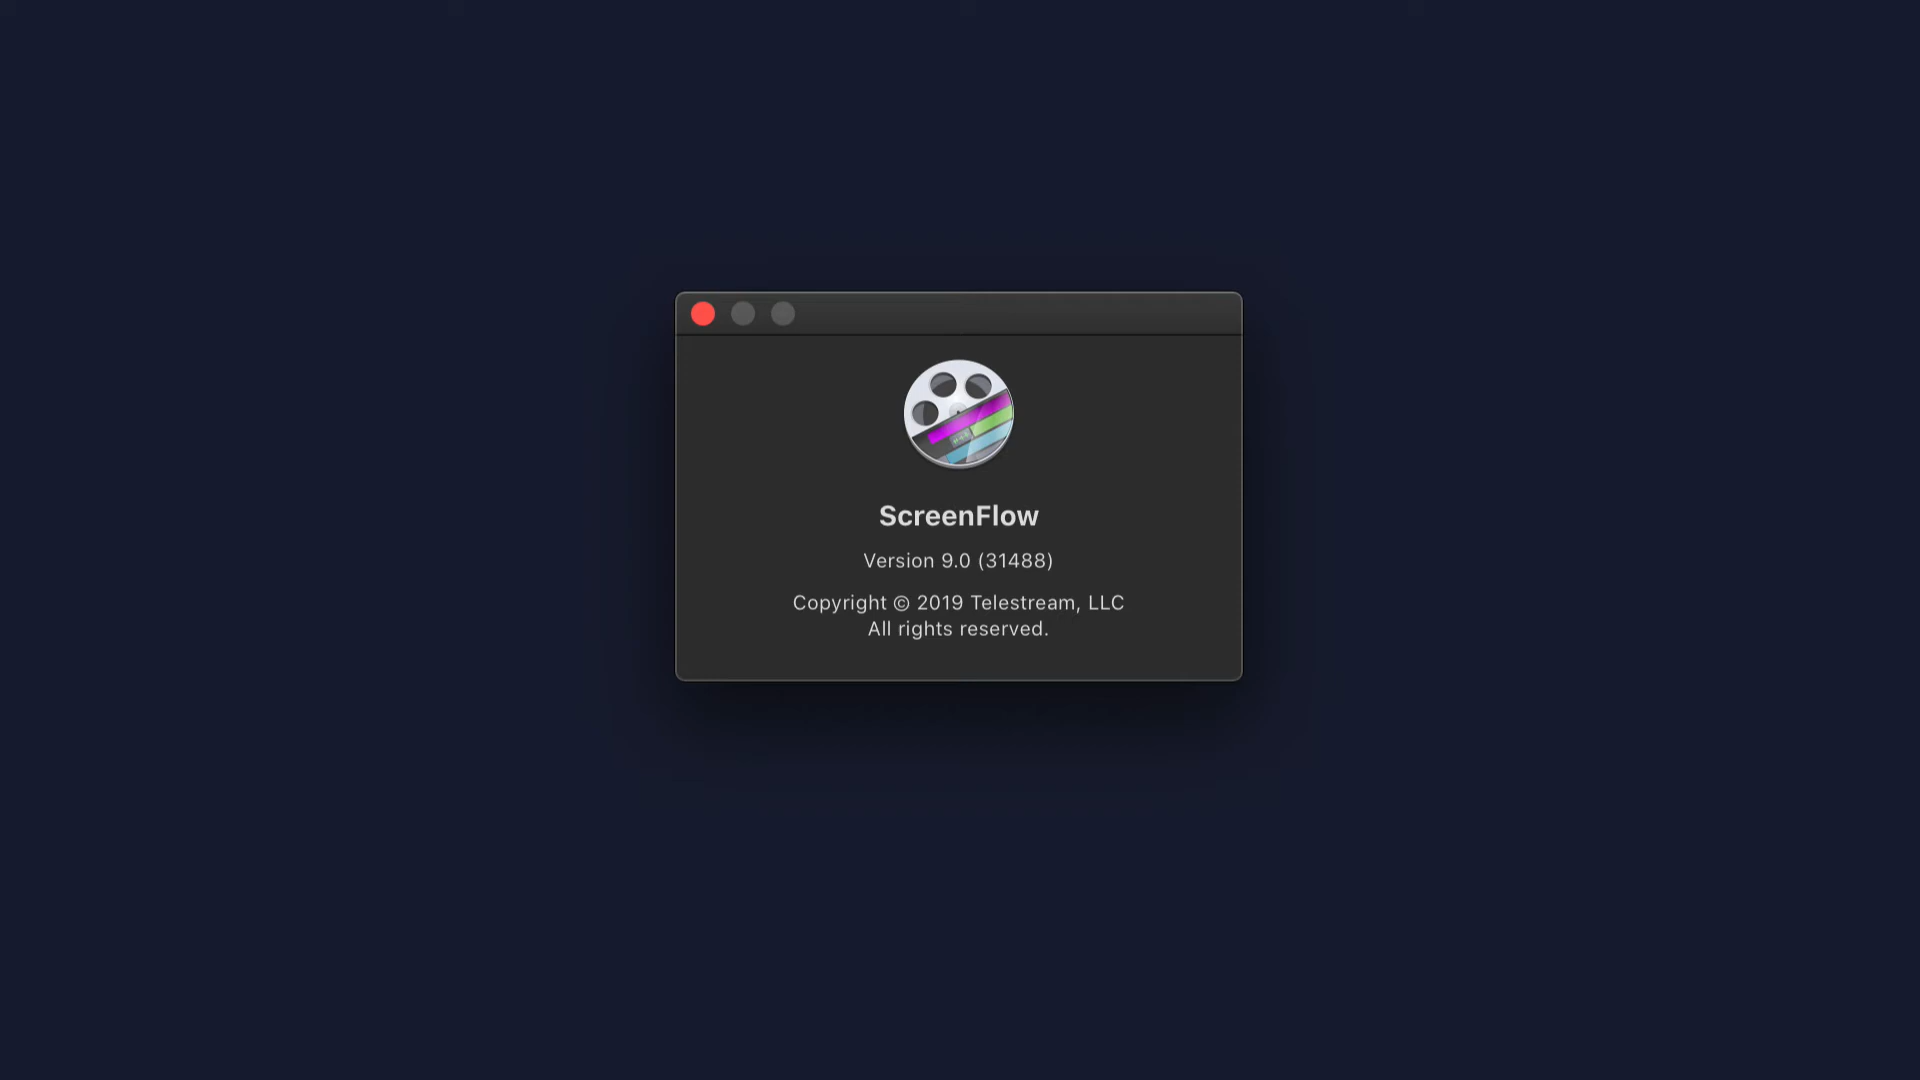 ScreenFlow
Version 9.0 (31488)
Copyright © 2019 Telestream, LLC
All rights reserved.